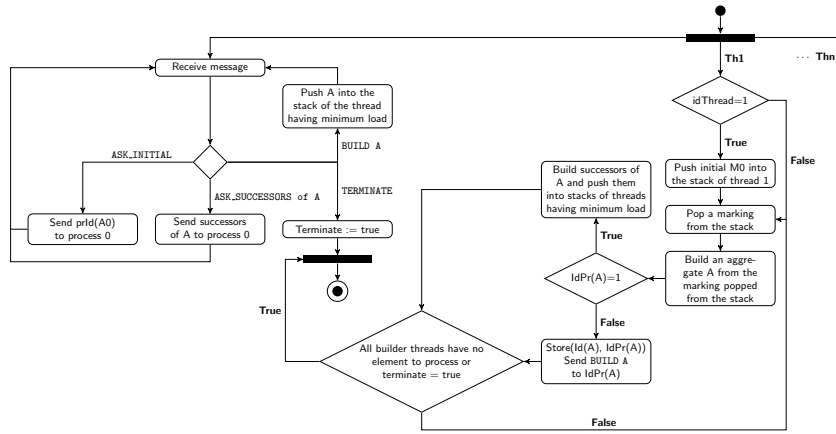 Receive message
Th1
··· Thn
Push A into the
stack of the thread
having minimum load
idThread=1
ASK_INITIAL
BUILD A
True
False
Build successors of
A and push them
into stacks of threads
having minimum load
Push initial M0 into
the stack of thread 1
ASK_SUCCESSORS of A
TERMINATE
Send prId(A0)
to process 0
Send successors
of A to process 0
Terminate := true
Pop a marking
from the stack
True
IdPr(A)=1
Build an aggre-
gate A from the
marking popped
from the stack
True
False
All builder threads have no
element to process or
terminate = true
Store(Id(A), IdPr(A))
Send BUILD A
to IdPr(A)
False